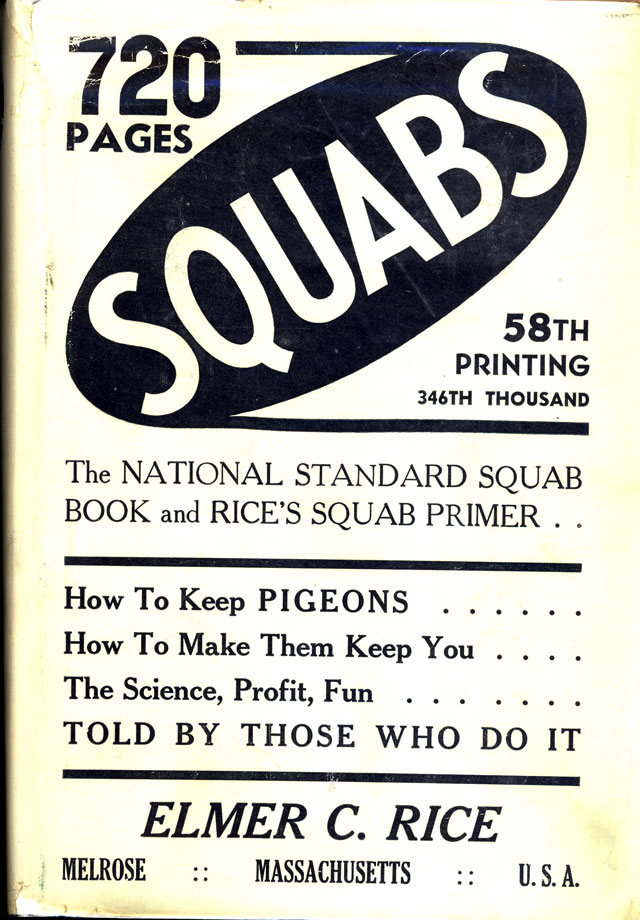 720
PAGES
SQUABS
58TH
PRINTING
346TH THOUSAND
The NATIONAL STANDARD SQUAB
BOOK and RICE'S SQUAB PRIMER . .
How To Keep PIGEONS . . . . . .
How To Make Them Keep You . . . .
The Science, Profit, Fun . . . . . . .
TOLD BY THOSE WHO DO IT
ELMER C. RICE
MELROSE :: MASSACHUSETTS :: U. S. A.